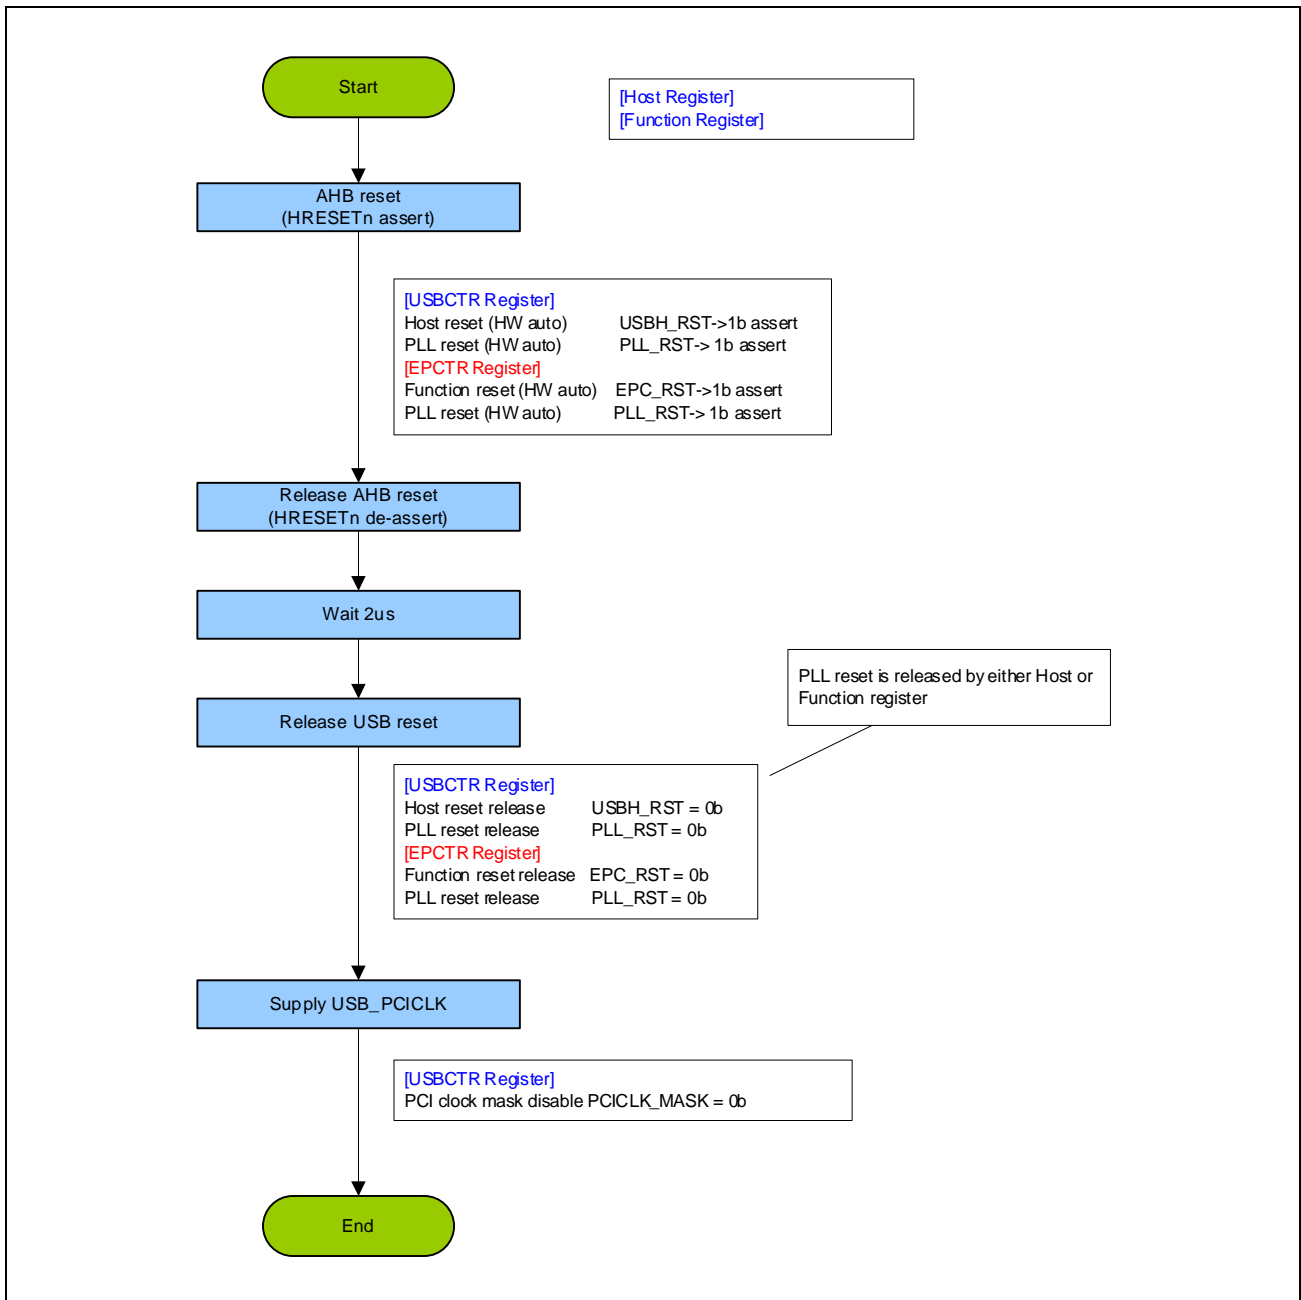 Start
[Host Register]
[Function Register]
AHB reset
(HRESETn assert)
[USBCTR Register]
Host reset (HW auto) USBH_RST->1b assert
PLL reset (HW auto) PLL_RST-> 1b assert
[EPCTR Register]
Function reset (HW auto) EPC_RST->1b assert
PLL reset (HW auto) PLL_RST-> 1b assert
Release AHB reset
(HRESETn de-assert)
Wait 2us
PLL reset is released by either Host or
Function register
Release USB reset
[USBCTR Register]
Host reset release USBH_RST = 0b
PLL reset release PLL_RST = 0b
[EPCTR Register]
Function reset release EPC_RST = 0b
PLL reset release PLL_RST = 0b
Supply USB_PCICLK
[USBCTR Register]
PCI clock mask disable PCICLK_MASK = 0b
End